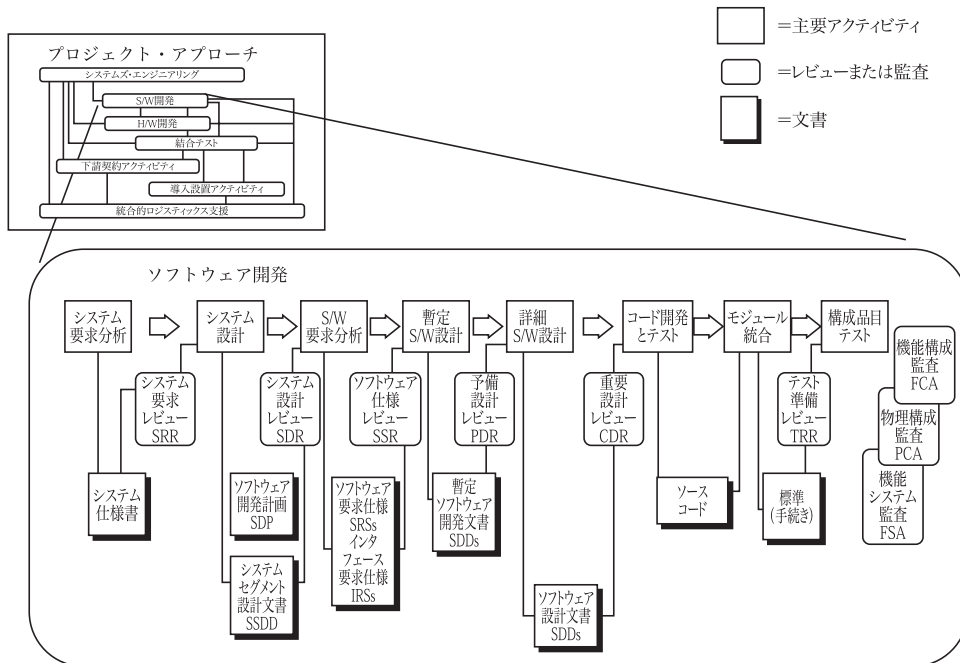 プロジェクト・アプローチ
システムズ・エンジニアリング
S/W開発
H/W開発
結合テスト
下請契約アクティビティ
導入設置アクティビティ
統合的ロジスティックス支援
＝主要アクティビティ
＝レビューまたは監査
＝文書
ソフトウェア開発
システム
要求分析
システム
設計
S/W
要求分析
暫定
S/W設計
詳細
S/W設計
コード開発
とテスト
モジュール
統合
構成品目
テスト
システム
要求
レビュー
SRR
システム
設計
レビュー
SDR
ソフトウェア
仕様
レビュー
SSR
予備
設計
レビュー
PDR
重要
設計
レビュー
CDR
テスト
準備
レビュー
TRR
機能構成
監査
FCA
物理構成
監査
PCA
機能
システム
監査
FSA
システム
仕様書
ソフトウェア
開発計画
SDP
システム
セグメント
設計文書
SSDD
ソフトウェア
要求仕様
SRSs
インタ
フェース
要求仕様
IRSs
暫定
ソフトウェア
開発文書
SDDs
ソフトウェア
設計文書
SDDs
ソース
コード
標準
(手続き)